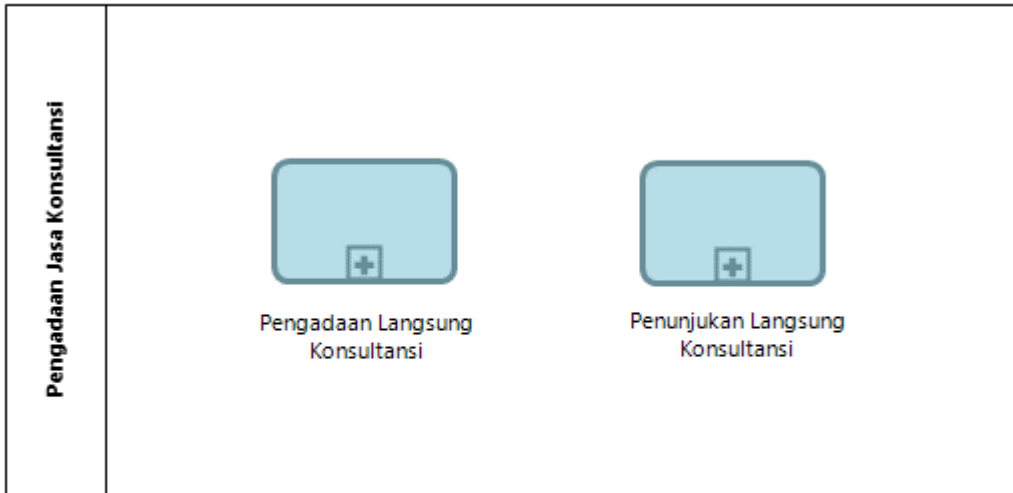 Pengadaan Jasa Konsultansi
Pengadaan Langsung
Konsultansi
Penunjukan Langsung
Konsultansi